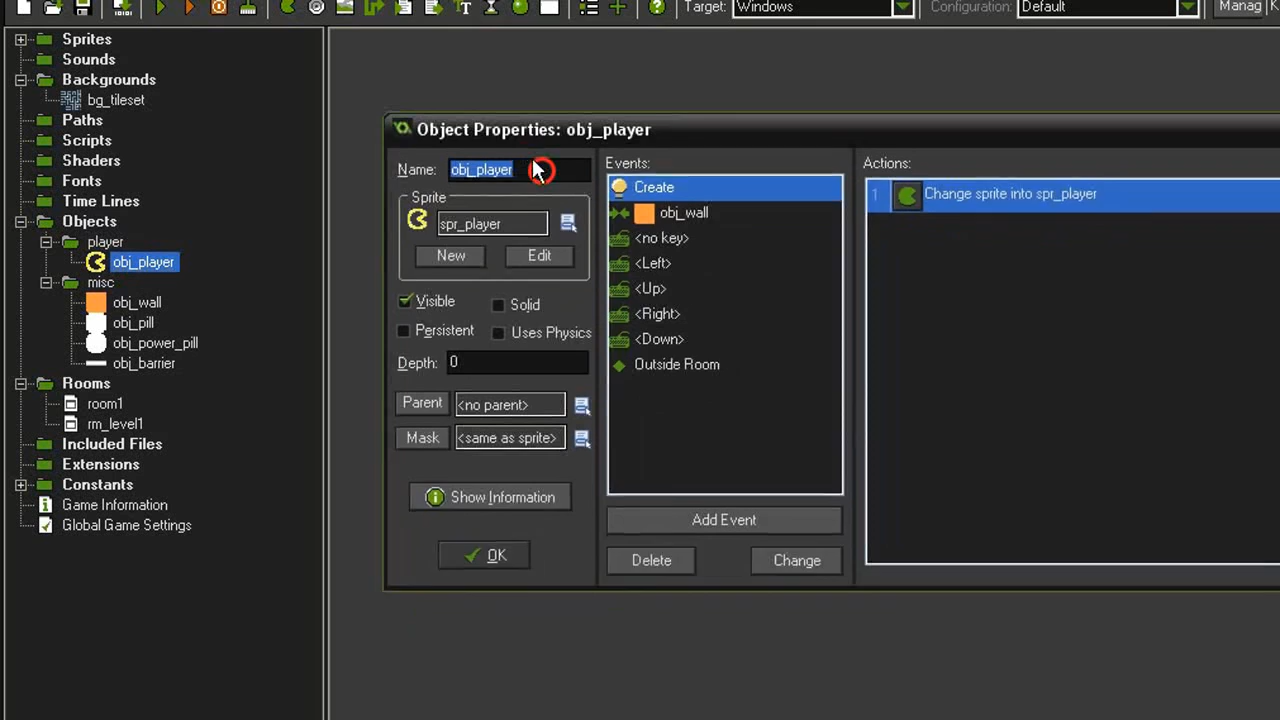 Target: Windows Configuration: Default Manag
Sprites
Sounds
Backgrounds
bg_tileset
Paths
Scripts
Shaders
Fonts
Time Lines
Objects
player
obj_player
misc
obj_wall
obj_pill
obj_power_pill
obj_barrier
Rooms
room1
rm_level1
Included Files
Extensions
Constants
Game Information
Global Game Settings
Object Properties: obj_player
Name: obj_player
Sprite
spr_player
New Edit
Visible Solid
Persistent Uses Physics
Depth: 0
Parent <no parent>
Mask <same as sprite>
Show Information
OK
Events:
Create
obj_wall
<no key>
<Left>
<Up>
<Right>
<Down>
Outside Room
Add Event
Delete Change
Actions:
1 Change sprite into spr_player